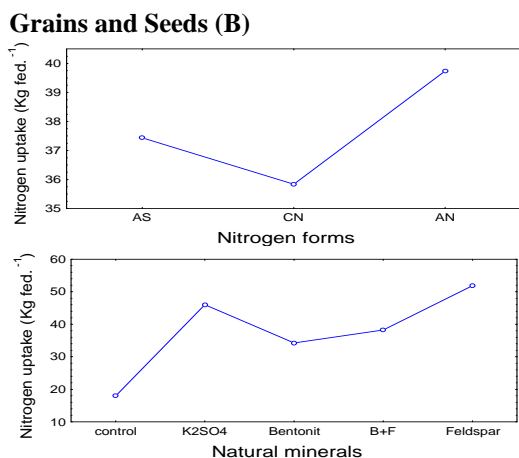 Grains and Seeds (B)
Nitrogen uptake (Kg fed.⁻¹)
40
39
38
37
36
35
AS CN AN
Nitrogen forms
Nitrogen uptake (Kg fed.⁻¹)
60
50
40
30
20
10
control K2SO4 Bentonit B+F Feldspar
Natural minerals